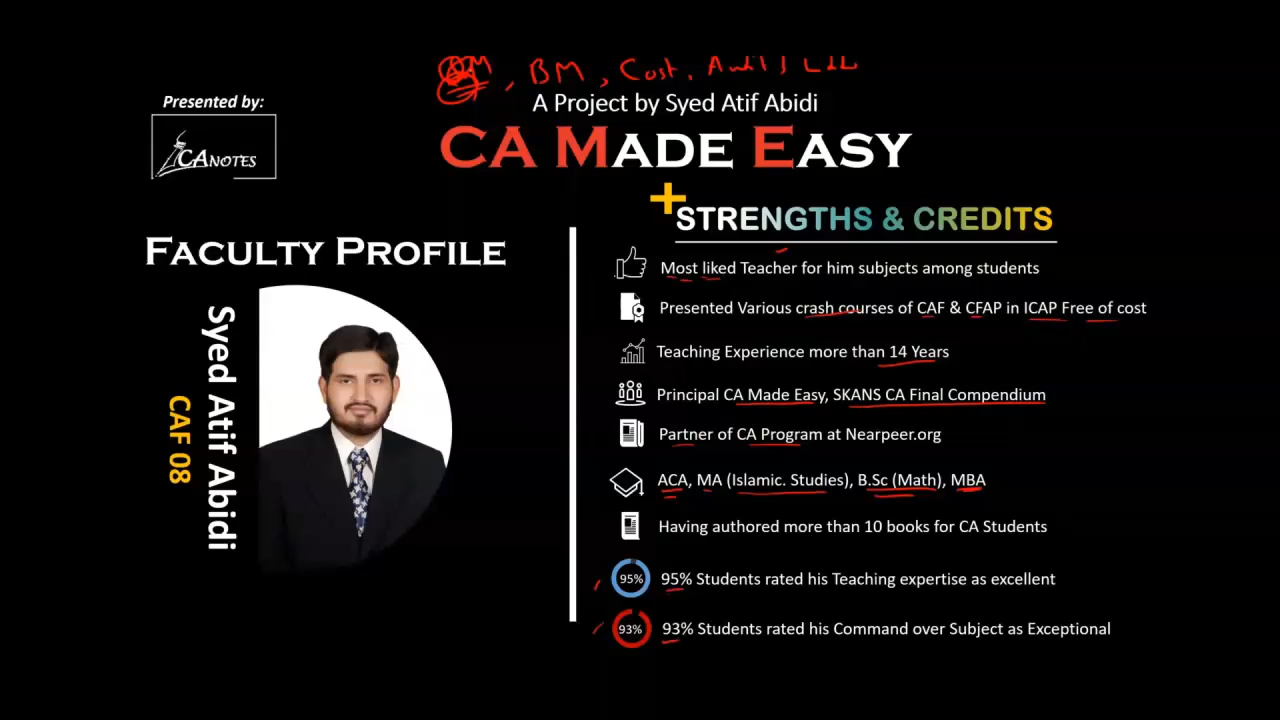 , BM, Cost, Audit,
Presented by:
CANOTES
A Project by Syed Atif Abidi
CA MADE EASY
+
STRENGTHS & CREDITS
FACULTY PROFILE
Syed Atif Abidi
CAF 08
Most liked Teacher for him subjects among students
Presented Various crash courses of CAF & CFAP in ICAP Free of cost
Teaching Experience more than 14 Years
Principal CA Made Easy, SKANS CA Final Compendium
Partner of CA Program at Nearpeer.org
ACA, MA (Islamic. Studies), B.Sc (Math), MBA
Having authored more than 10 books for CA Students
95%
95% Students rated his Teaching expertise as excellent
93%
93% Students rated his Command over Subject as Exceptional